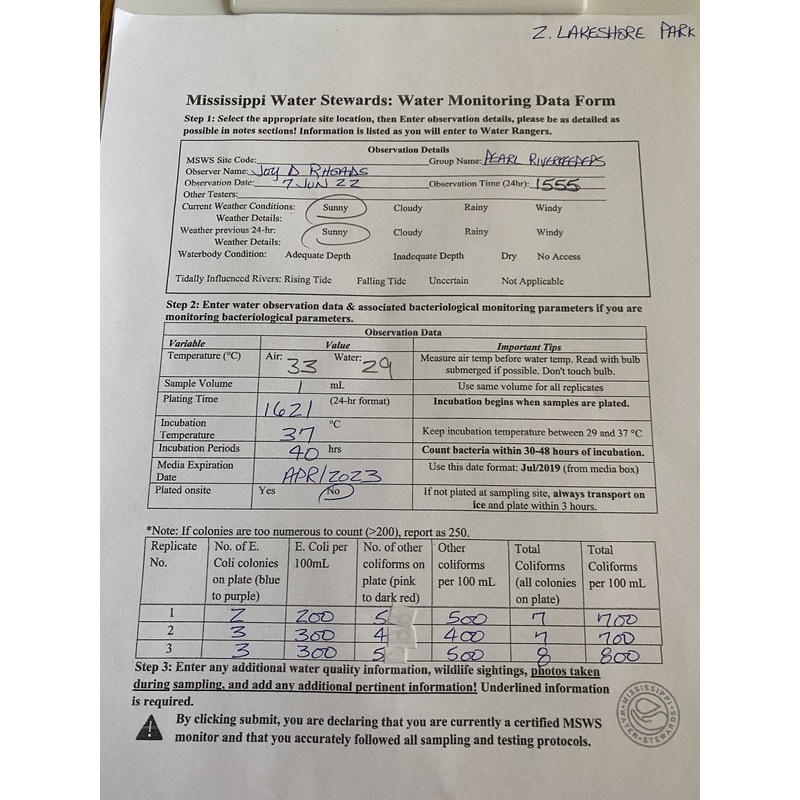 2. LAKESHORE PARK
Mississippi Water Stewards: Water Monitoring Data Form
Step 1: Select the appropriate site location, then Enter observation details, please be as detailed as
possible in notes sections! Information is listed as you will enter to Water Rangers.
Observation Details
MSWS Site Code: Group Name: PEARL RIVERKEEPERS
Observer Name: JOY D RHOADS
Observation Date: 7 JUN 22 Observation Time (24hr): 1555
Other Testers:
Current Weather Conditions: Sunny Cloudy Rainy Windy
Weather Details:
Weather previous 24-hr: Sunny Cloudy Rainy Windy
Weather Details:
Waterbody Condition: Adequate Depth Inadequate Depth Dry No Access
Tidally Influenced Rivers: Rising Tide Falling Tide Uncertain Not Applicable
Step 2: Enter water observation data & associated bacteriological monitoring parameters if you are
monitoring bacteriological parameters.
Observation Data
Variable Value Important Tips
Temperature (°C) Air: 33 Water: 29 Measure air temp before water temp. Read with bulb
submerged if possible. Don't touch bulb.
Sample Volume 1 mL Use same volume for all replicates
Plating Time 1621 (24-hr format) Incubation begins when samples are plated.
Incubation
Temperature 37 °C Keep incubation temperature between 29 and 37 °C
Incubation Periods 40 hrs Count bacteria within 30-48 hours of incubation.
Media Expiration
Date APR/2023 Use this date format: Jul/2019 (from media box)
Plated onsite Yes No If not plated at sampling site, always transport on
ice and plate within 3 hours.
*Note: If colonies are too numerous to count (>200), report as 250.
Replicate No. of E. E. Coli per No. of other Other Total Total
No. Coli colonies 100mL coliforms on coliforms Coliforms Coliforms
on plate (blue plate (pink per 100 mL (all colonies per 100 mL
to purple) to dark red) on plate)
1 2 200 5 500 7 700
2 3 300 4 400 7 700
3 3 300 5 500 8 800
Step 3: Enter any additional water quality information, wildlife sightings, photos taken
during sampling, and add any additional pertinent information! Underlined information
is required.
By clicking submit, you are declaring that you are currently a certified MSWS
monitor and that you accurately followed all sampling and testing protocols.
MISSISSIPPI
WATER STEWARDS